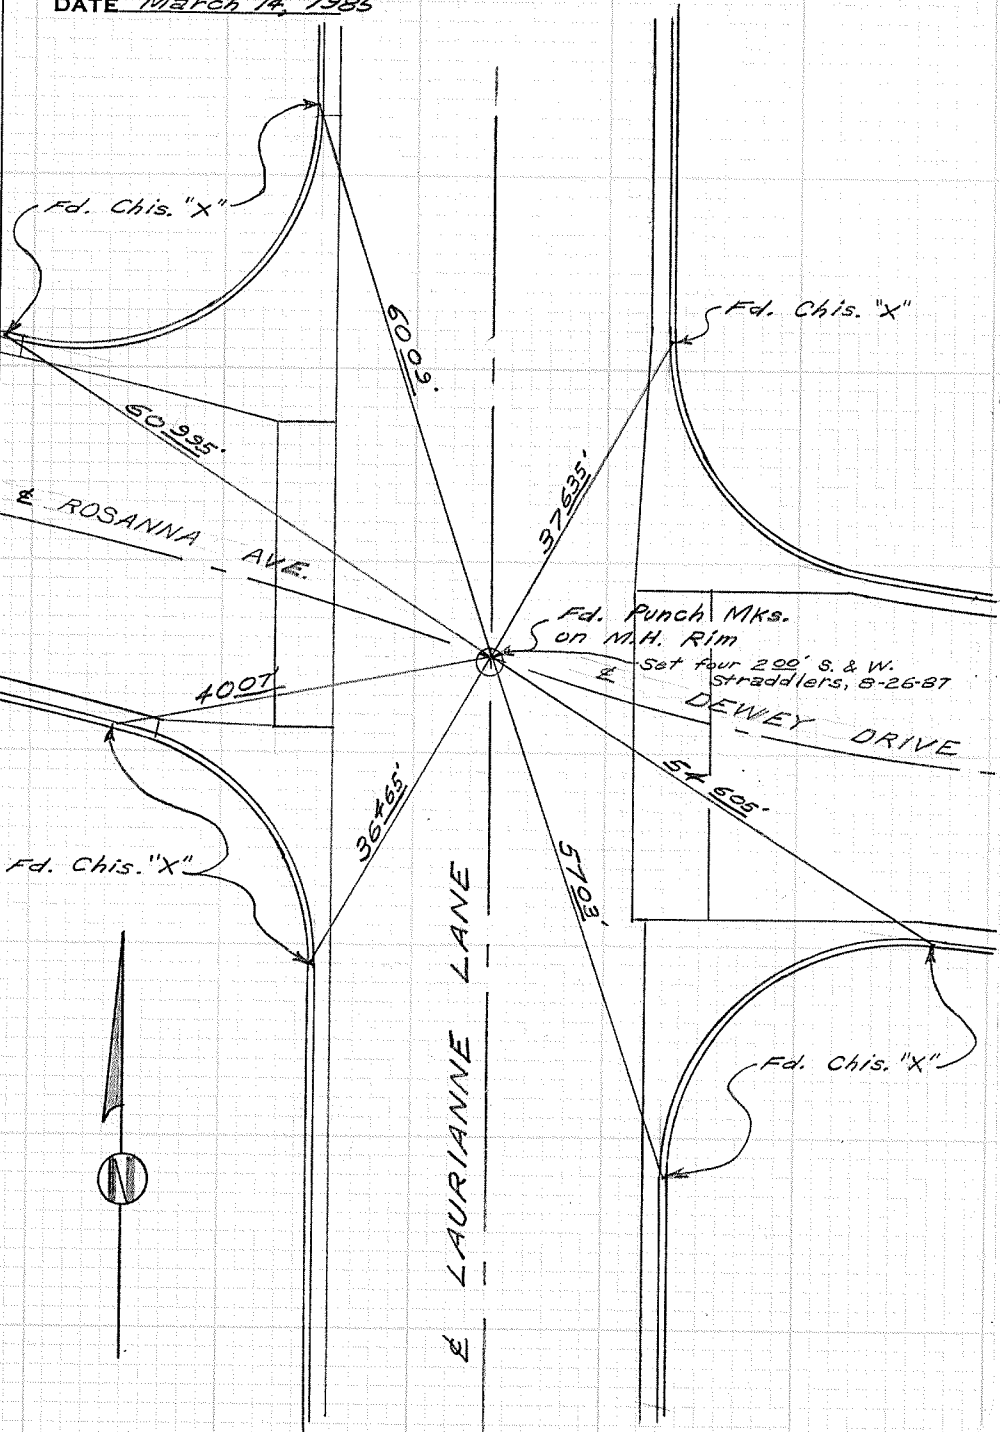 DATE March 14, 1985
Fd. Chis. "X"
Fd. Chis. "X"
60 09'
60 995'
37 635'
℄ ROSANNA AVE.
Fd. Punch Mks.
on M.H. Rim
Set four 2 00' S. & W.
Straddlers, 8-26-87
℄ DEWEY DRIVE
40 07'
54 605'
36 465'
57 03'
Fd. Chis. "X"
Fd. Chis. "X"
℄ LAURIANNE LANE
N